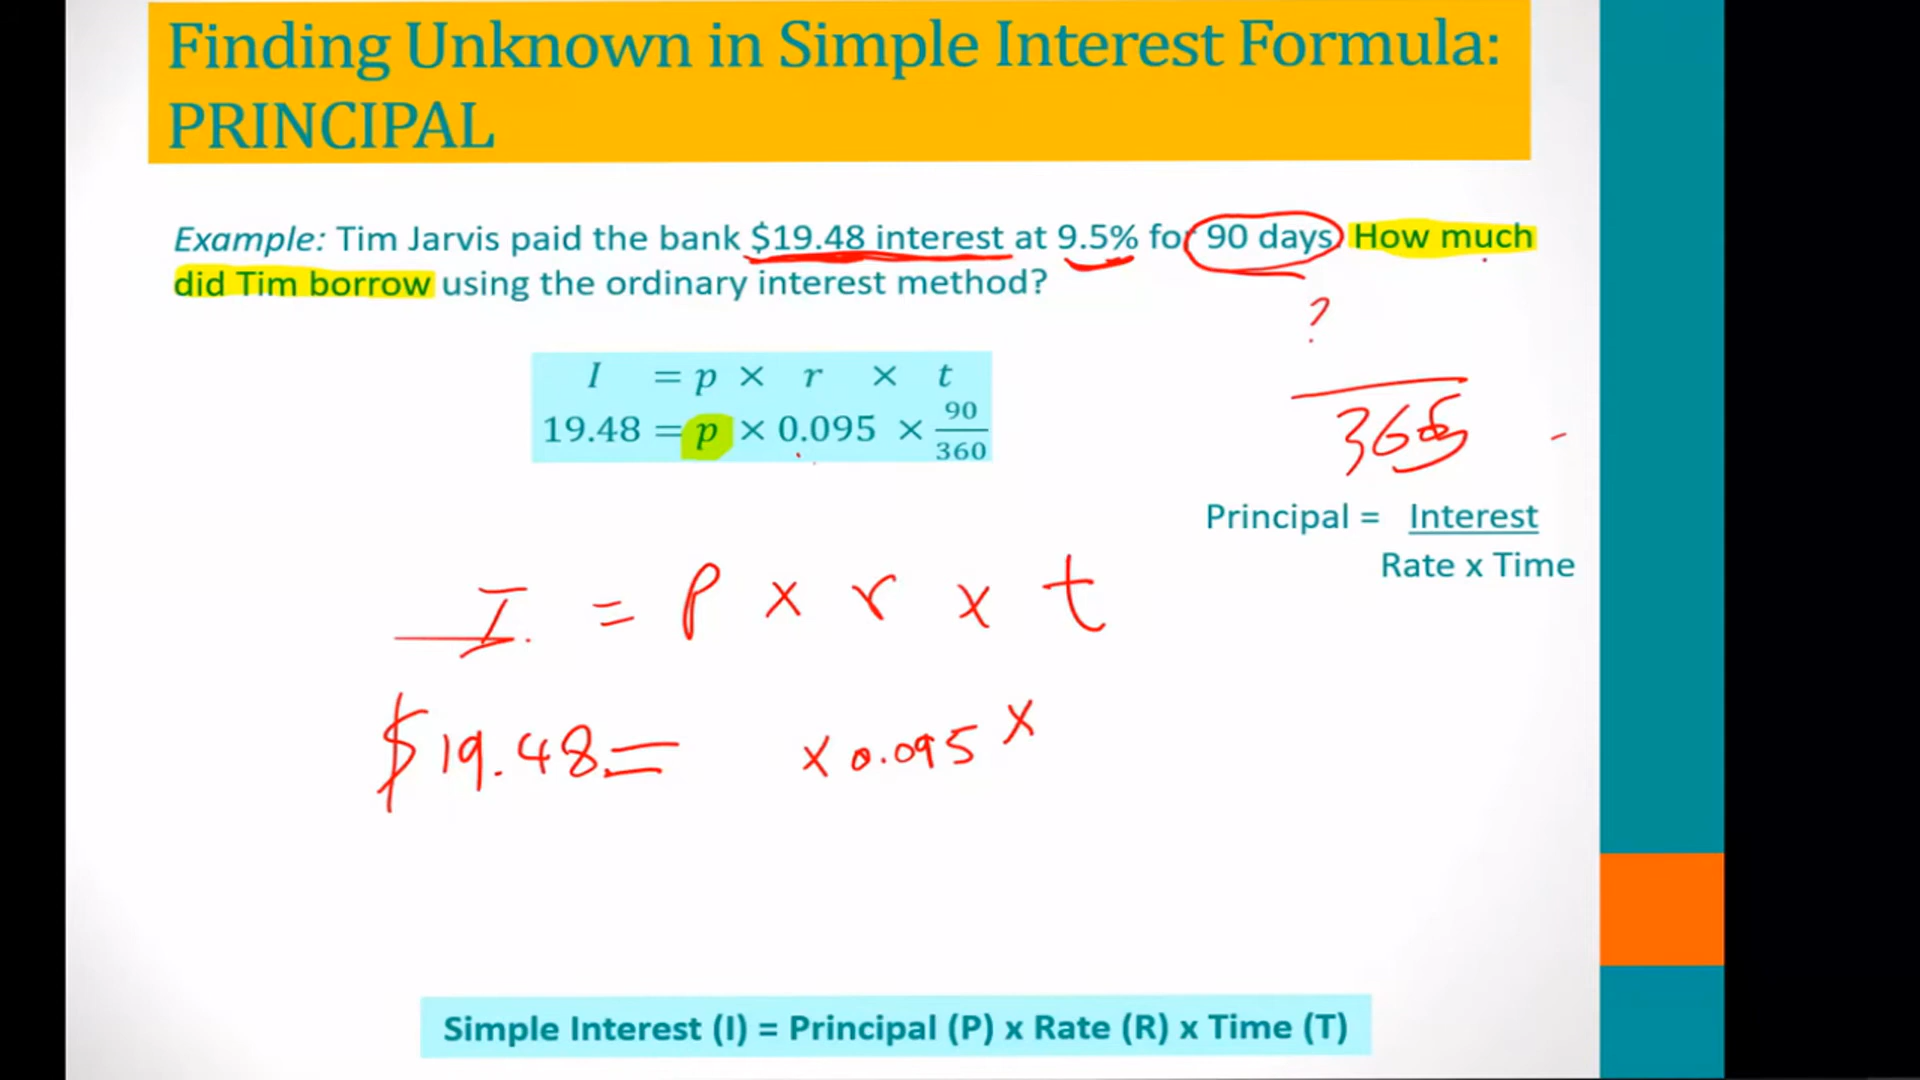 Finding Unknown in Simple Interest Formula:
PRINCIPAL
Example: Tim Jarvis paid the bank $19.48 interest at 9.5% for 90 days. How much
did Tim borrow using the ordinary interest method?
?
I = p × r × t
19.48 = p × 0.095 × 90/360
Principal = Interest
Rate x Time
I. = P x r x t
$19.48 = x 0.095 x
Simple Interest (I) = Principal (P) x Rate (R) x Time (T)